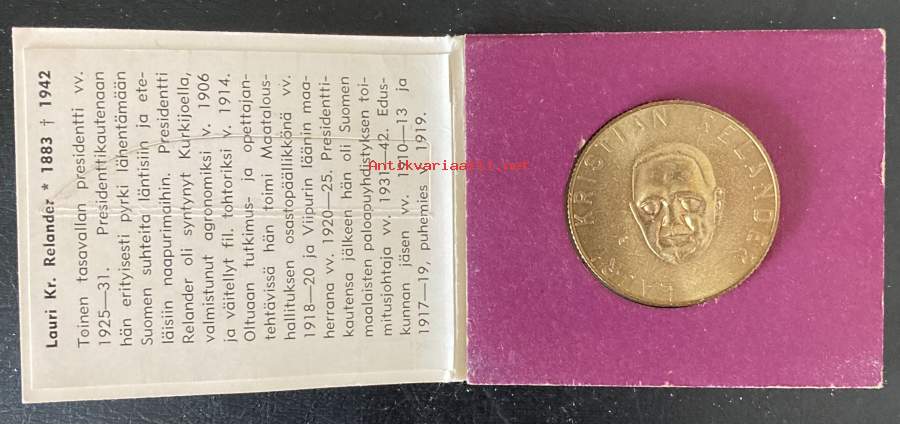 Lauri Kr. Relander * 1883 † 1942
Toinen tasavallan presidentti vv.
1925—31. Presidenttikautenaan
hän erityisesti pyrki lähentämään
Suomen suhteita läntisiin ja ete-
läisiin naapurimaihin. Presidentti
Relander oli syntynyt Kurkijoella,
valmistunut agronomiksi v. 1906
ja väitellyt fil. tohtoriksi v. 1914.
Oltuaan tutkimus- ja opettajan-
tehtävissä hän toimi Maatalous-
hallituksen osastopäällikkönä vv.
1918—20 ja Viipurin läänin maa-
herrana vv. 1920—25. Presidentti-
kautensa jälkeen hän oli Suomen
maalaisten paloapuyhdistyksen toi-
mitusjohtaja vv. 1931—42. Edus-
kunnan jäsen vv. 1910—13 ja
1917—19, puhemies v. 1919.
LAURI KRISTIAN RELANDER
Antikvariaatti.net